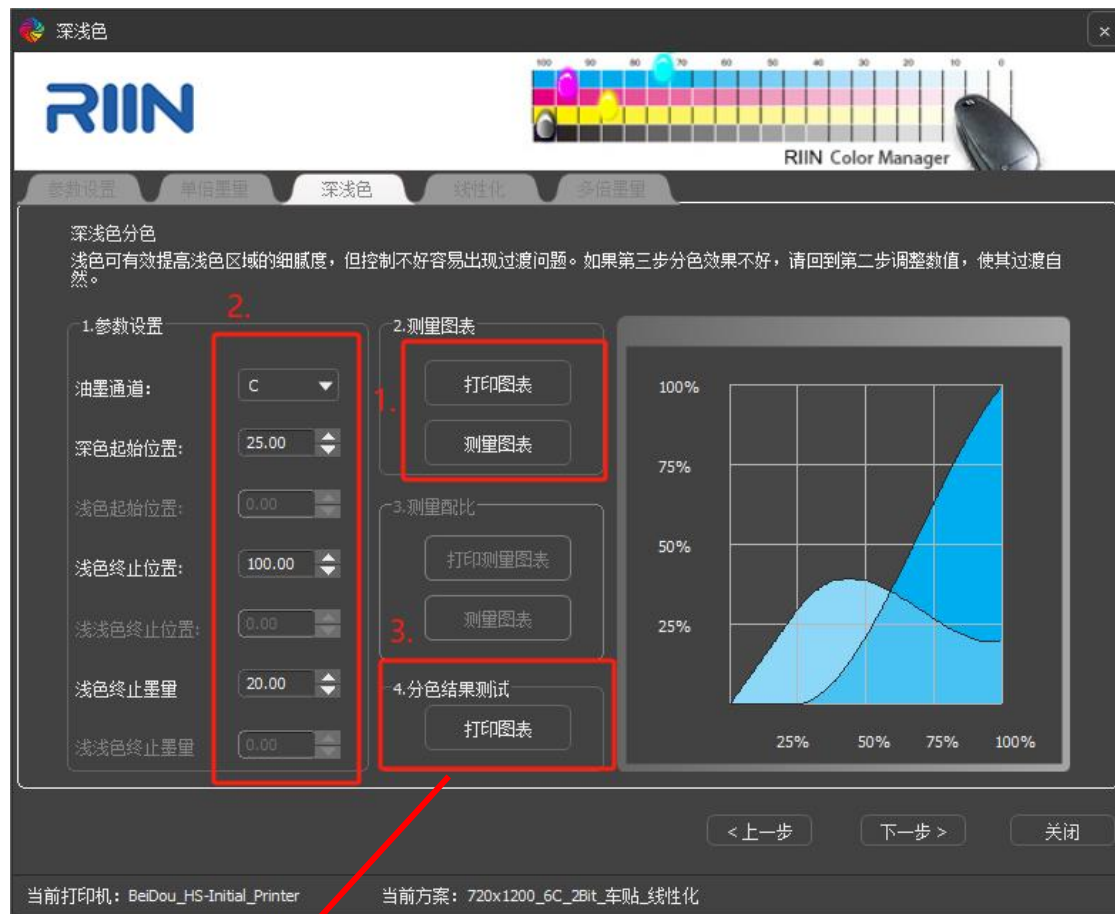 深浅色
×
RIIN
100 90 80 70 60 50 40 30 20 10 0
RIIN Color Manager
参数设置 单倍墨量 深浅色 线性化 多倍墨量
深浅色分色
浅色可有效提高浅色区域的细腻度，但控制不好容易出现过渡问题。如果第三步分色效果不好，请回到第二步调整数值，使其过渡自
然。
2.
1.参数设置
油墨通道: C
深色起始位置: 25.00
浅色起始位置: 0.00
浅色终止位置: 100.00
浅浅色终止位置: 0.00
浅色终止墨量 20.00
浅浅色终止墨量 0.00
2.测量图表
1.
打印图表
测量图表
3.测量配比
打印测量图表
测量图表
3.
4.分色结果测试
打印图表
100%
75%
50%
25%
25% 50% 75% 100%
<上一步 下一步> 关闭
当前打印机: BeiDou_HS-Initial_Printer 当前方案: 720x1200_6C_2Bit_车贴_线性化